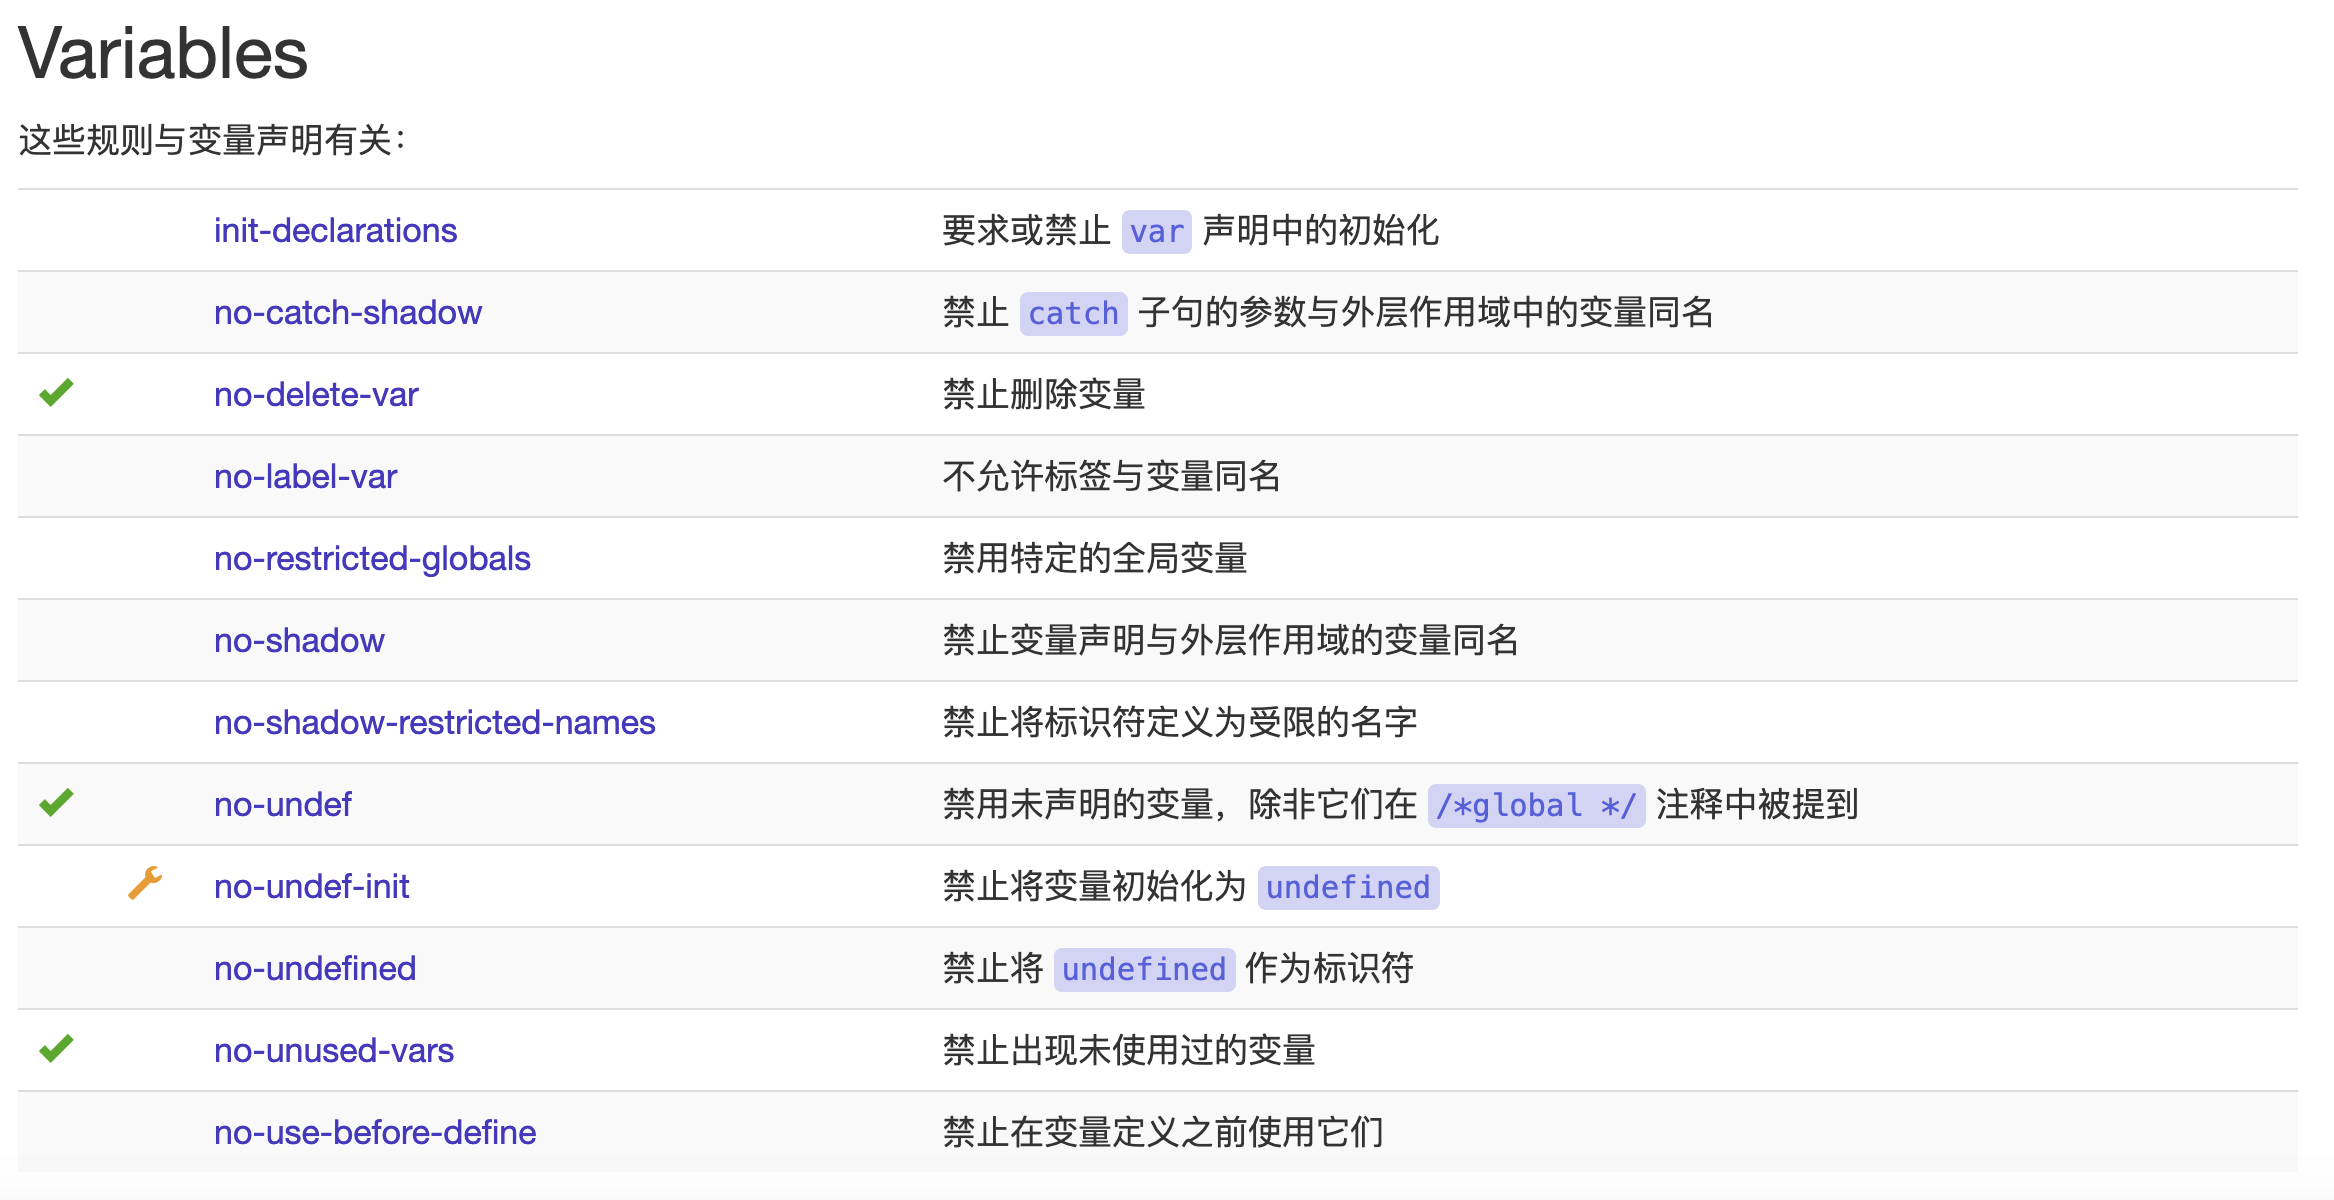 Variables
这些规则与变量声明有关：
init-declarations 要求或禁止 var 声明中的初始化
no-catch-shadow 禁止 catch 子句的参数与外层作用域中的变量同名
no-delete-var 禁止删除变量
no-label-var 不允许标签与变量同名
no-restricted-globals 禁用特定的全局变量
no-shadow 禁止变量声明与外层作用域的变量同名
no-shadow-restricted-names 禁止将标识符定义为受限的名字
no-undef 禁用未声明的变量，除非它们在 /*global */ 注释中被提到
no-undef-init 禁止将变量初始化为 undefined
no-undefined 禁止将 undefined 作为标识符
no-unused-vars 禁止出现未使用过的变量
no-use-before-define 禁止在变量定义之前使用它们